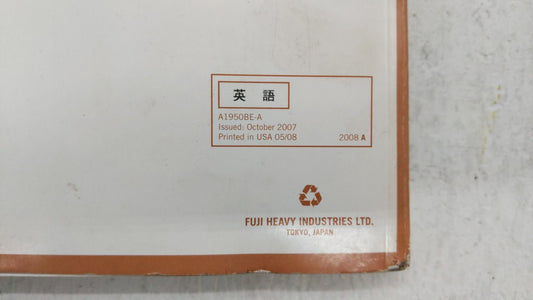 英 語
A1950BE-A
Issued: October 2007
Printed in USA 05/08 2008 A
FUJI HEAVY INDUSTRIES LTD.
TOKYO, JAPAN